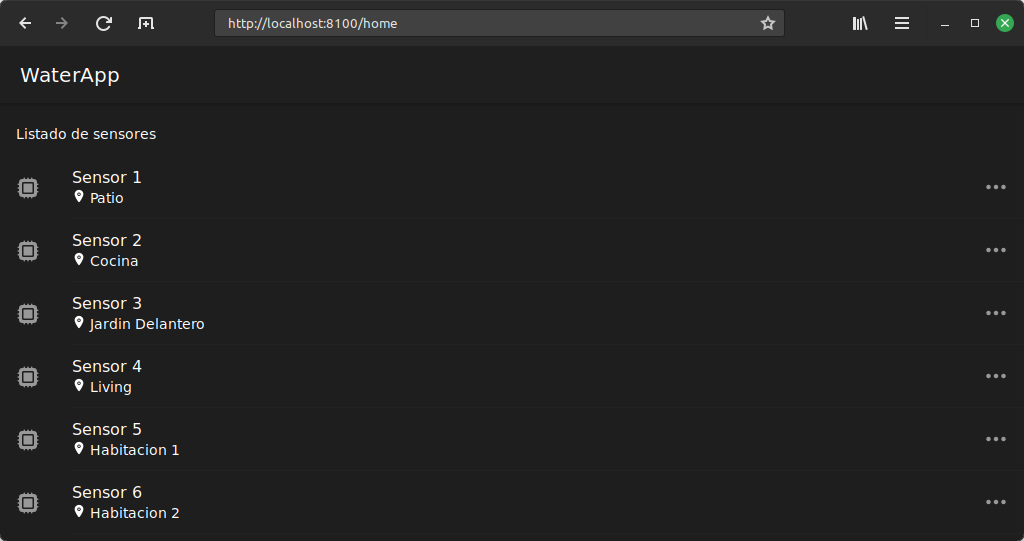 http://localhost:8100/home
WaterApp
Listado de sensores
Sensor 1
Patio
Sensor 2
Cocina
Sensor 3
Jardin Delantero
Sensor 4
Living
Sensor 5
Habitacion 1
Sensor 6
Habitacion 2